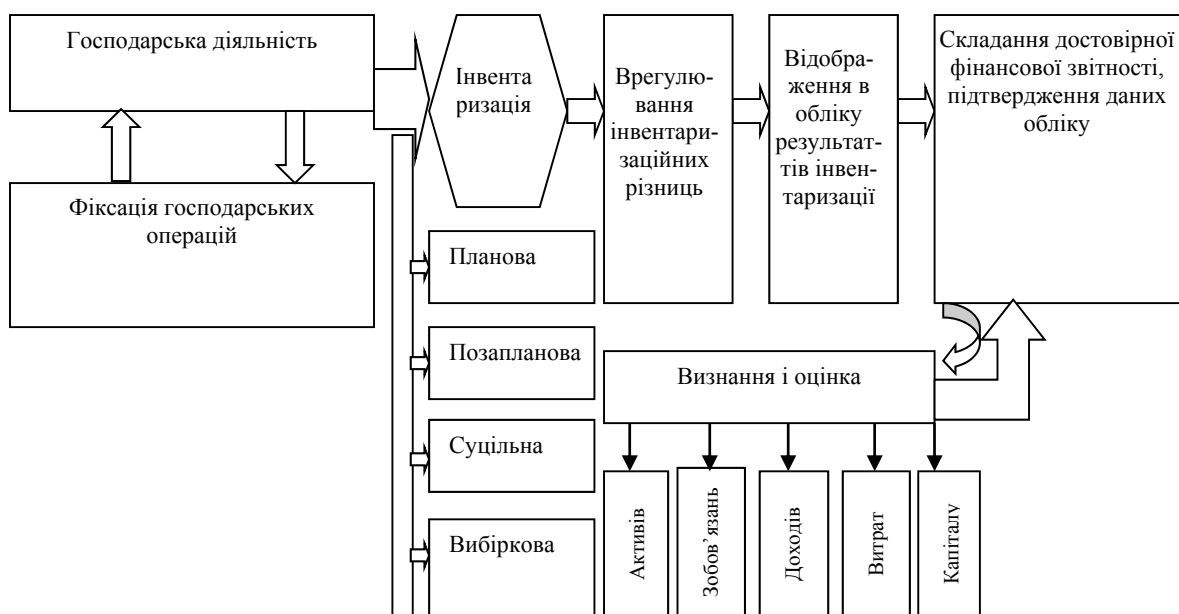 Господарська діяльність
Фіксація господарських
операцій
Інвента
ризація
Врегулю-
вання
інвентари-
заційних
різниць
Відобра-
ження в
обліку
результат-
тів інвен-
таризації
Складання достовірної
фінансової звітності,
підтвердження даних
обліку
Планова
Позапланова
Суцільна
Вибіркова
Визнання і оцінка
Активів
Зобов’язань
Доходів
Витрат
Капіталу